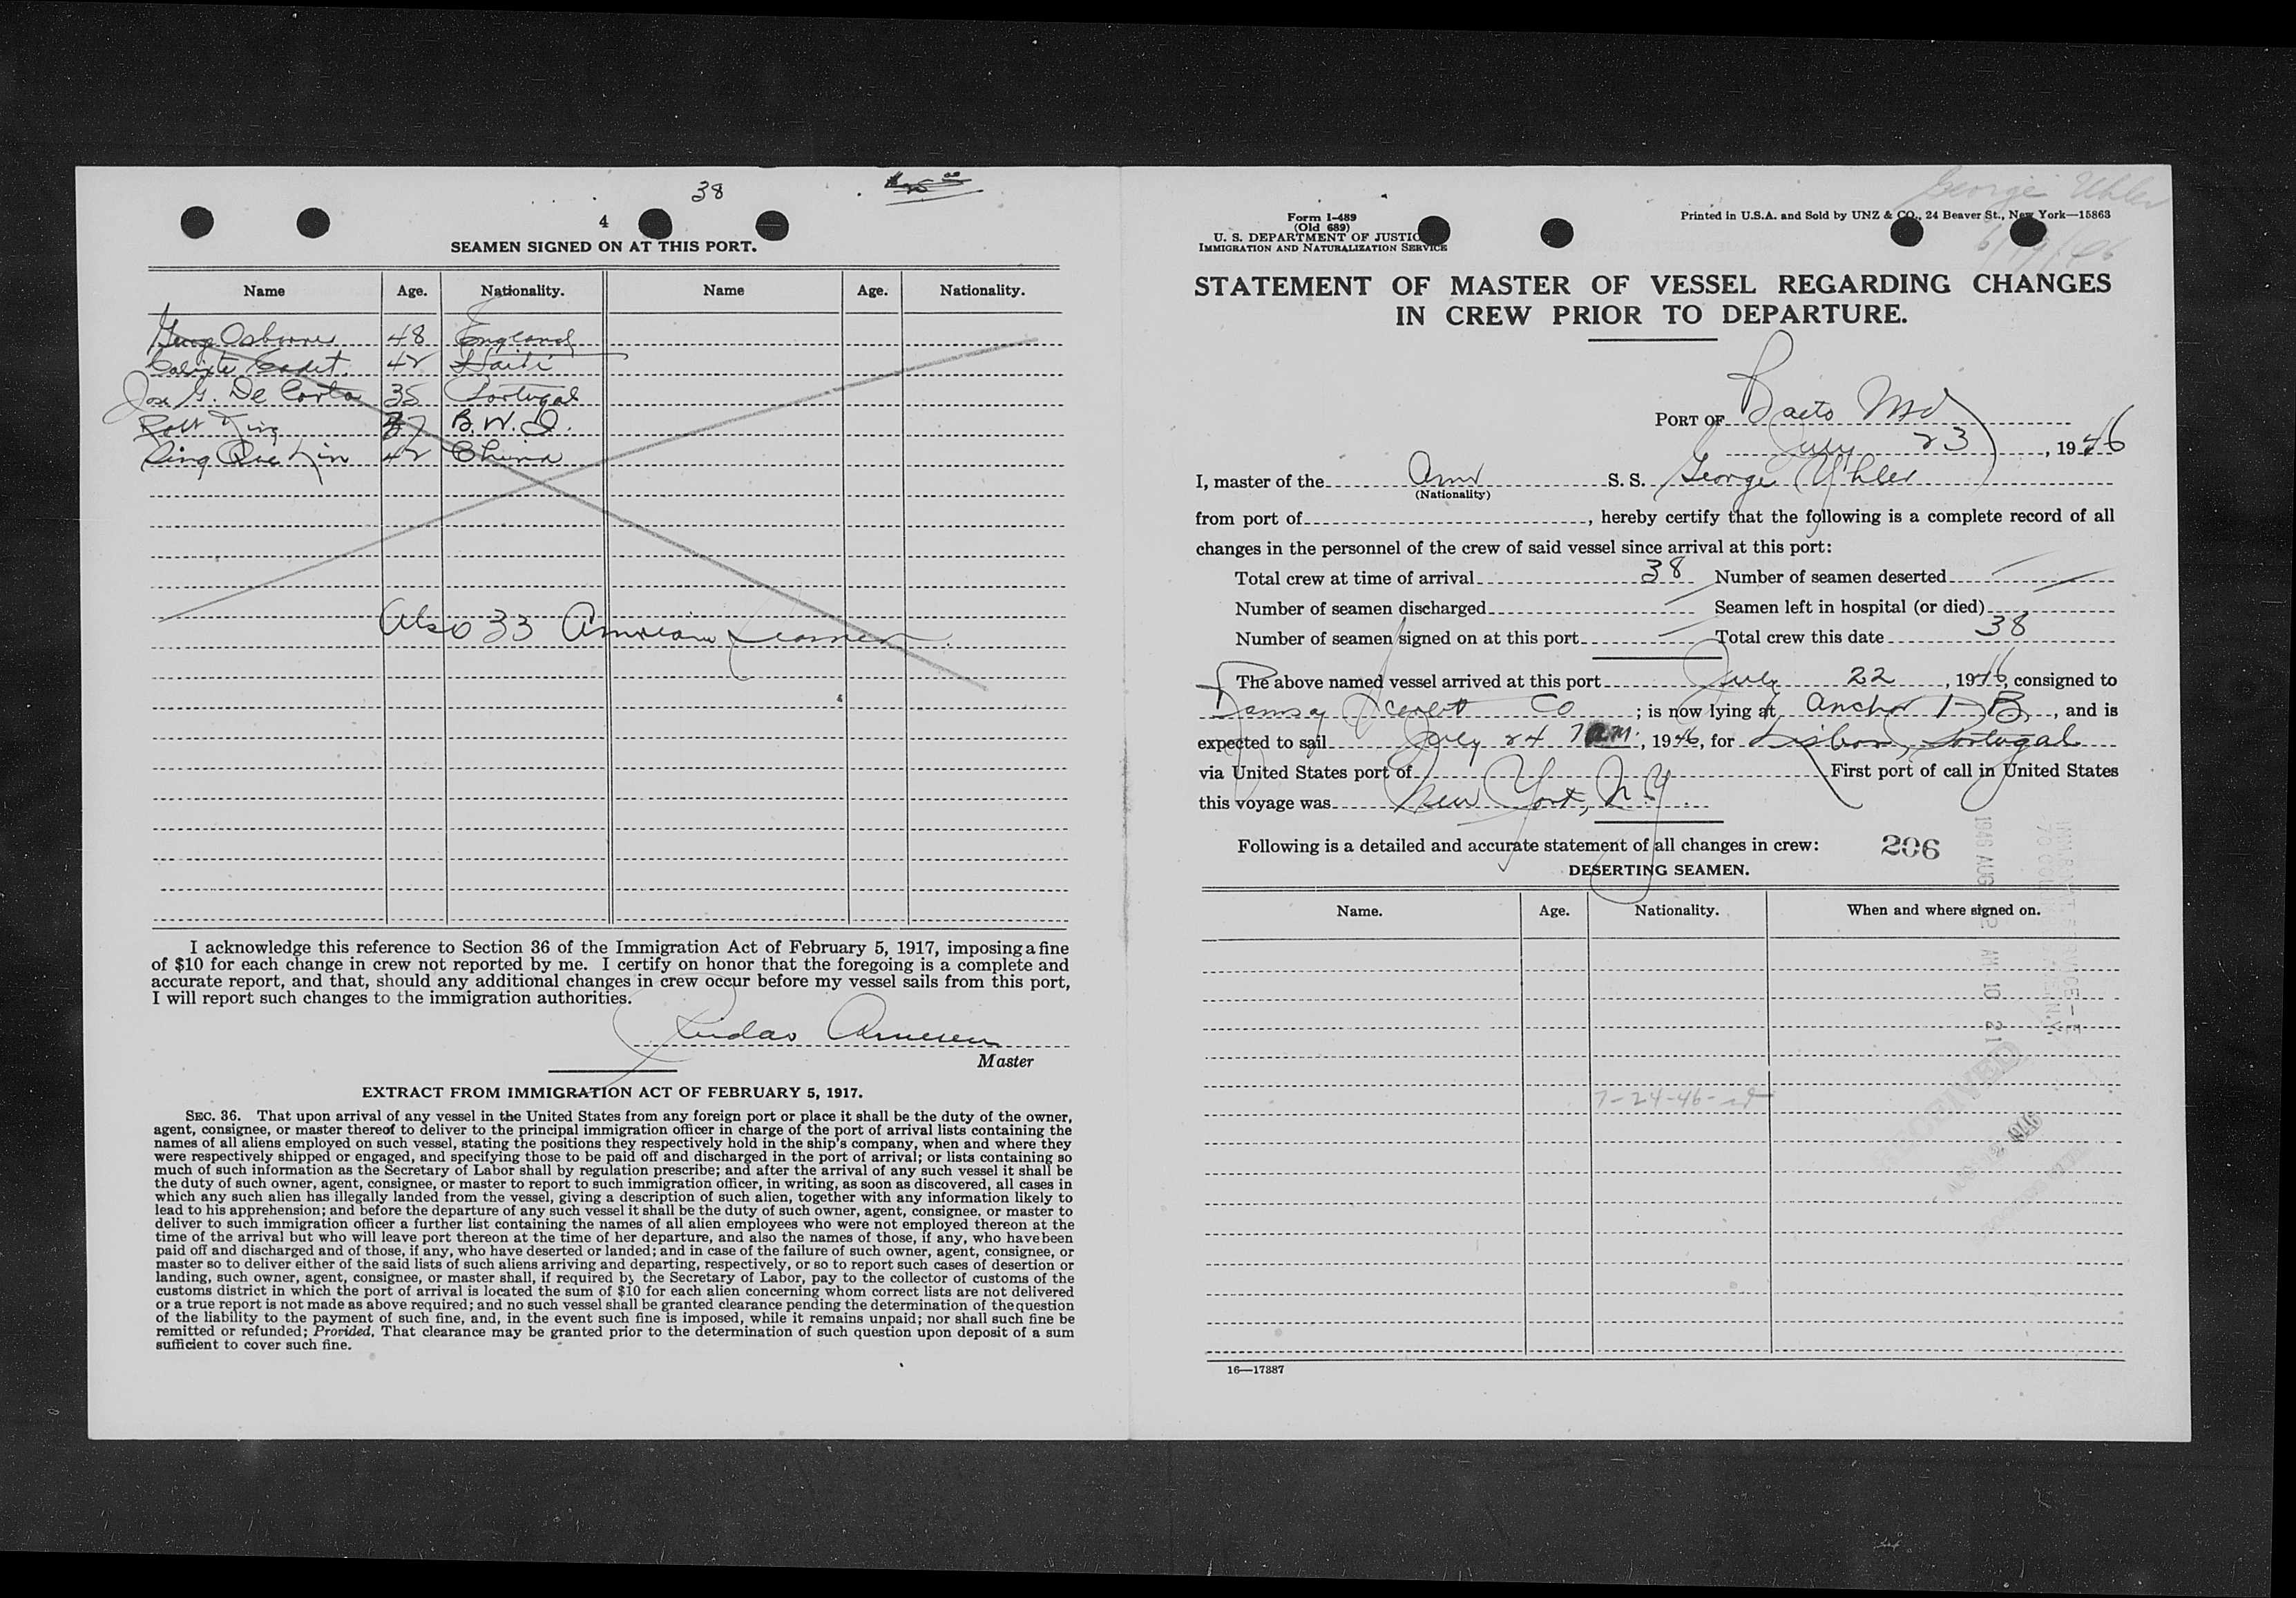 38
4
SEAMEN SIGNED ON AT THIS PORT.
Name Age. Nationality. Name Age. Nationality.
Georg Osborne 48 England
Calixte Cadet 42 Haiti
Jose G. De Costa 35 Portugal
Robt King 37 B.W.I.
42 China
Also 33 American Seamen
I acknowledge this reference to Section 36 of the Immigration Act of February 5, 1917, imposing a fine
of $10 for each change in crew not reported by me. I certify on honor that the foregoing is a complete and
accurate report, and that, should any additional changes in crew occur before my vessel sails from this port,
I will report such changes to the immigration authorities.
Master
EXTRACT FROM IMMIGRATION ACT OF FEBRUARY 5, 1917.
SEC. 36. That upon arrival of any vessel in the United States from any foreign port or place it shall be the duty of the owner,
agent, consignee, or master thereof to deliver to the principal immigration officer in charge of the port of arrival lists containing the
names of all aliens employed on such vessel, stating the positions they respectively hold in the ship's company, when and where they
were respectively shipped or engaged, and specifying those to be paid off and discharged in the port of arrival; or lists containing so
much of such information as the Secretary of Labor shall by regulation prescribe; and after the arrival of any such vessel it shall be
the duty of such owner, agent, consignee, or master to report to such immigration officer, in writing, as soon as discovered, all cases in
which any such alien has illegally landed from the vessel, giving a description of such alien, together with any information likely to
lead to his apprehension; and before the departure of any such vessel it shall be the duty of such owner, agent, consignee, or master to
deliver to such immigration officer a further list containing the names of all alien employees who were not employed thereon at the
time of the arrival but who will leave port thereon at the time of her departure, and also the names of those, if any, who have been
paid off and discharged and of those, if any, who have deserted or landed; and in case of the failure of such owner, agent, consignee, or
master so to deliver either of the said lists of such aliens arriving and departing, respectively, or so to report such cases of desertion or
landing, such owner, agent, consignee, or master shall, if required by the Secretary of Labor, pay to the collector of customs of the
customs district in which the port of arrival is located the sum of $10 for each alien concerning whom correct lists are not delivered
or a true report is not made as above required; and no such vessel shall be granted clearance pending the determination of the question
of the liability to the payment of such fine, and, in the event such fine is imposed, while it remains unpaid; nor shall such fine be
remitted or refunded; Provided, That clearance may be granted prior to the determination of such question upon deposit of a sum
sufficient to cover such fine.
George Uhler
Form I-489
(Old 689)
U. S. DEPARTMENT OF JUSTICE
IMMIGRATION AND NATURALIZATION SERVICE
Printed in U.S.A. and Sold by UNZ & CO., 24 Beaver St., New York—15863
STATEMENT OF MASTER OF VESSEL REGARDING CHANGES
IN CREW PRIOR TO DEPARTURE.
PORT OF Balto Md
July 23, 1946
I, master of the Am S. S. George Uhler
(Nationality)
from port of , hereby certify that the following is a complete record of all
changes in the personnel of the crew of said vessel since arrival at this port:
Total crew at time of arrival 38 Number of seamen deserted
Number of seamen discharged Seamen left in hospital (or died)
Number of seamen signed on at this port Total crew this date 38
The above named vessel arrived at this port July 22, 1946, consigned to
Ramsay Scarlett Co ; is now lying at Anchor , and is
expected to sail July 24 7 AM., 1946, for Lisbon, Portugal
via United States port of First port of call in United States
this voyage was New York, N.Y.
Following is a detailed and accurate statement of all changes in crew:
206
DESERTING SEAMEN.
Name. Age. Nationality. When and where signed on.
7-24-46
1946 AUG 2 AM 10 21
RECEIVED
16—17387